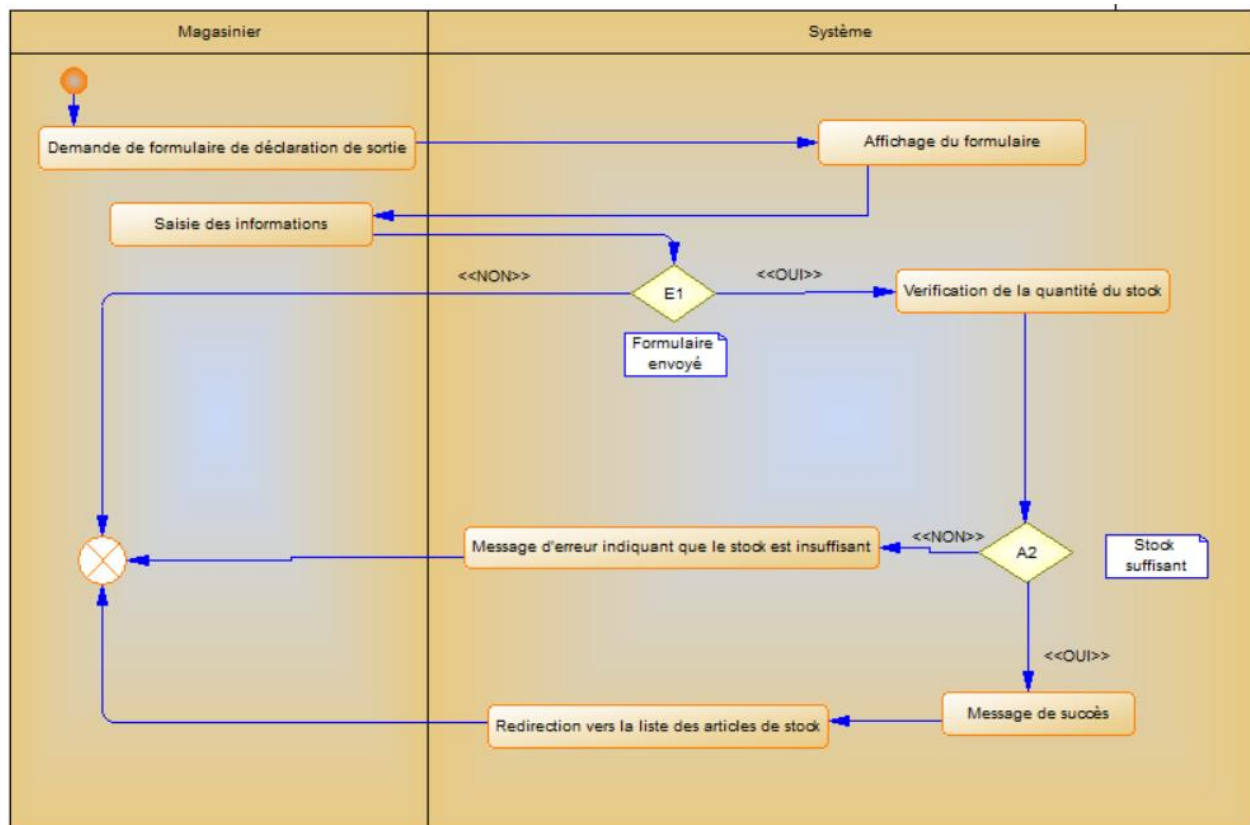 Magasinier
Système
Demande de formulaire de déclaration de sortie
Affichage du formulaire
Saisie des informations
<<NON>>
E1
<<OUI>>
Verification de la quantité du stock
Formulaire
envoyé
Message d'erreur indiquant que le stock est insuffisant
<<NON>>
A2
Stock
suffisant
<<OUI>>
Message de succès
Redirection vers la liste des articles de stock